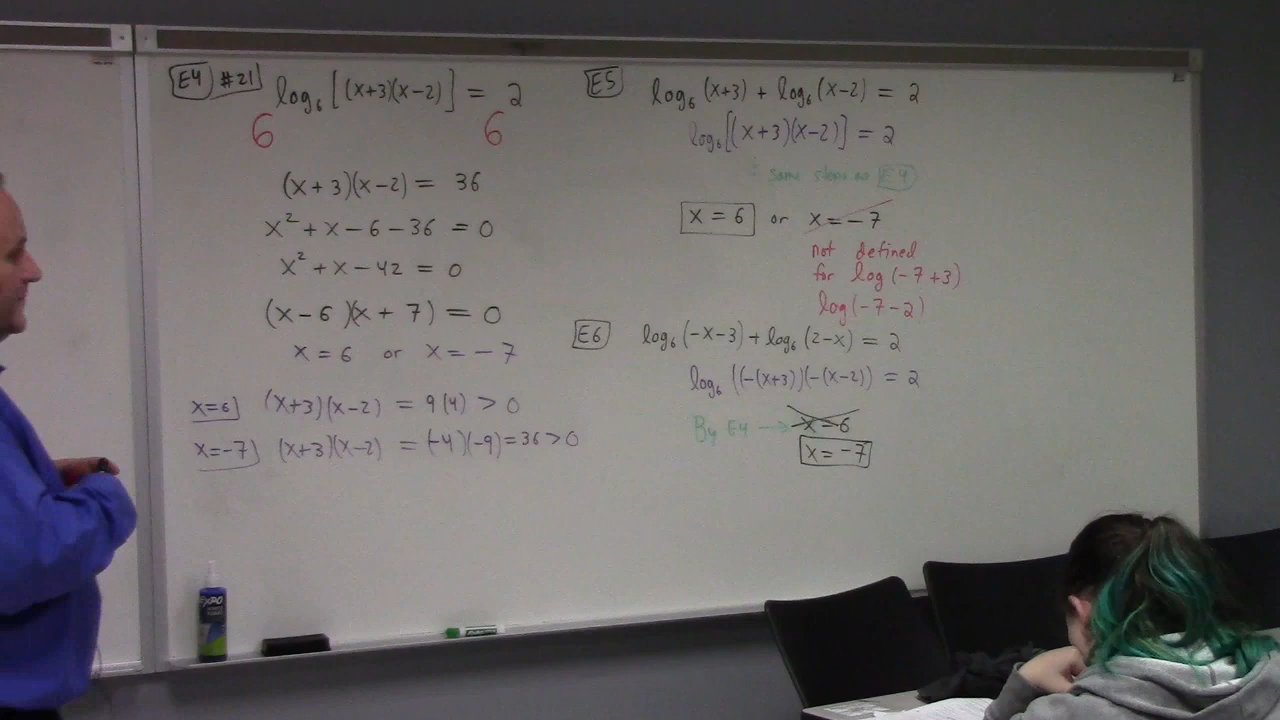 E4 #21
log₆[(x+3)(x-2)] = 2
6 6
(x+3)(x-2) = 36
x² + x - 6 - 36 = 0
x² + x - 42 = 0
(x-6)(x+7) = 0
x = 6 or x = -7
x=6 (x+3)(x-2) = 9(4) > 0
x=-7 (x+3)(x-2) = (-4)(-9) = 36 > 0
E5
log₆(x+3) + log₆(x-2) = 2
log₆[(x+3)(x-2)] = 2
: same steps as E4
x = 6 or x = -7
not defined
for log(-7+3)
log(-7-2)
E6
log₆(-x-3) + log₆(2-x) = 2
log₆((-(x+3))(-(x-2)) = 2
By E4 → x=6
x = -7
EXPO